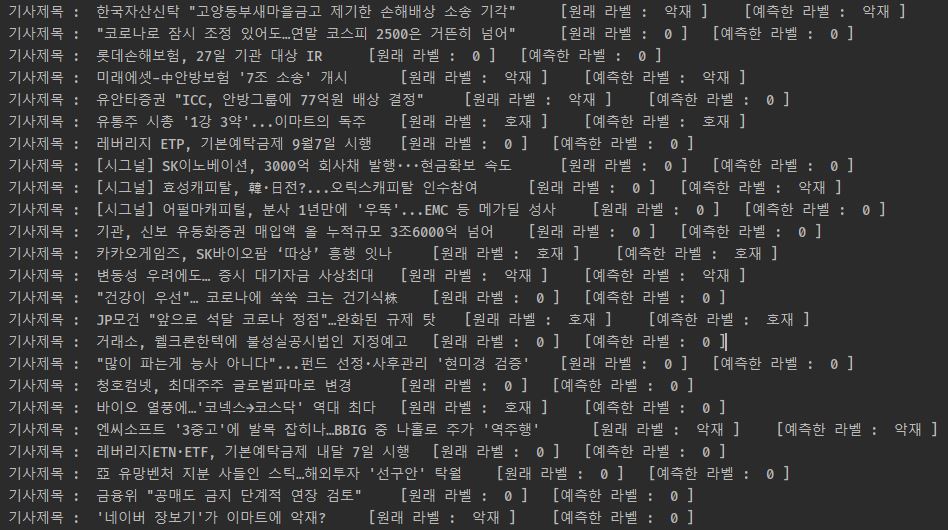 기사제목 : 한국자산신탁 "고양동부새마을금고 제기한 손해배상 소송 기각" [원래 라벨 : 악재 ] [예측한 라벨 : 악재 ]
기사제목 : "코로나로 잠시 조정 있어도…연말 코스피 2500은 거뜬히 넘어" [원래 라벨 : 0 ] [예측한 라벨 : 0 ]
기사제목 : 롯데손해보험, 27일 기관 대상 IR [원래 라벨 : 0 ] [예측한 라벨 : 0 ]
기사제목 : 미래에셋-中안방보험 '7조 소송' 개시 [원래 라벨 : 악재 ] [예측한 라벨 : 악재 ]
기사제목 : 유안타증권 "ICC, 안방그룹에 77억원 배상 결정" [원래 라벨 : 악재 ] [예측한 라벨 : 0 ]
기사제목 : 유통주 시총 '1강 3약'...이마트의 독주 [원래 라벨 : 호재 ] [예측한 라벨 : 호재 ]
기사제목 : 레버리지 ETP, 기본예탁금제 9월7일 시행 [원래 라벨 : 0 ] [예측한 라벨 : 0 ]
기사제목 : [시그널] SK이노베이션, 3000억 회사채 발행···현금확보 속도 [원래 라벨 : 0 ] [예측한 라벨 : 0 ]
기사제목 : [시그널] 효성캐피탈, 韓·日전?...오릭스캐피탈 인수참여 [원래 라벨 : 0 ] [예측한 라벨 : 악재 ]
기사제목 : [시그널] 어펄마캐피털, 분사 1년만에 '우뚝'...EMC 등 메가딜 성사 [원래 라벨 : 0 ] [예측한 라벨 : 0 ]
기사제목 : 기관, 신보 유동화증권 매입액 올 누적규모 3조6000억 넘어 [원래 라벨 : 0 ] [예측한 라벨 : 0 ]
기사제목 : 카카오게임즈, SK바이오팜 ‘따상’ 흥행 잇나 [원래 라벨 : 호재 ] [예측한 라벨 : 호재 ]
기사제목 : 변동성 우려에도… 증시 대기자금 사상최대 [원래 라벨 : 악재 ] [예측한 라벨 : 악재 ]
기사제목 : "건강이 우선"… 코로나에 쑥쑥 크는 건기식株 [원래 라벨 : 0 ] [예측한 라벨 : 0 ]
기사제목 : JP모건 "앞으로 석달 코로나 정점"…완화된 규제 탓 [원래 라벨 : 호재 ] [예측한 라벨 : 호재 ]
기사제목 : 거래소, 웰크론한텍에 불성실공시법인 지정예고 [원래 라벨 : 0 ] [예측한 라벨 : 0 ]
기사제목 : "많이 파는게 능사 아니다"...펀드 선정·사후관리 '현미경 검증' [원래 라벨 : 0 ] [예측한 라벨 : 0 ]
기사제목 : 청호컴넷, 최대주주 글로벌파마로 변경 [원래 라벨 : 0 ] [예측한 라벨 : 0 ]
기사제목 : 바이오 열풍에…'코넥스→코스닥' 역대 최다 [원래 라벨 : 호재 ] [예측한 라벨 : 0 ]
기사제목 : 엔씨소프트 '3중고'에 발목 잡히나…BBIG 중 나홀로 주가 '역주행' [원래 라벨 : 악재 ] [예측한 라벨 : 악재 ]
기사제목 : 레버리지ETN·ETF, 기본예탁금제 내달 7일 시행 [원래 라벨 : 0 ] [예측한 라벨 : 0 ]
기사제목 : 亞 유망벤처 지분 사들인 스틱…해외투자 '선구안' 탁월 [원래 라벨 : 0 ] [예측한 라벨 : 0 ]
기사제목 : 금융위 "공매도 금지 단계적 연장 검토" [원래 라벨 : 0 ] [예측한 라벨 : 0 ]
기사제목 : '네이버 장보기'가 이마트에 악재? [원래 라벨 : 악재 ] [예측한 라벨 : 0 ]